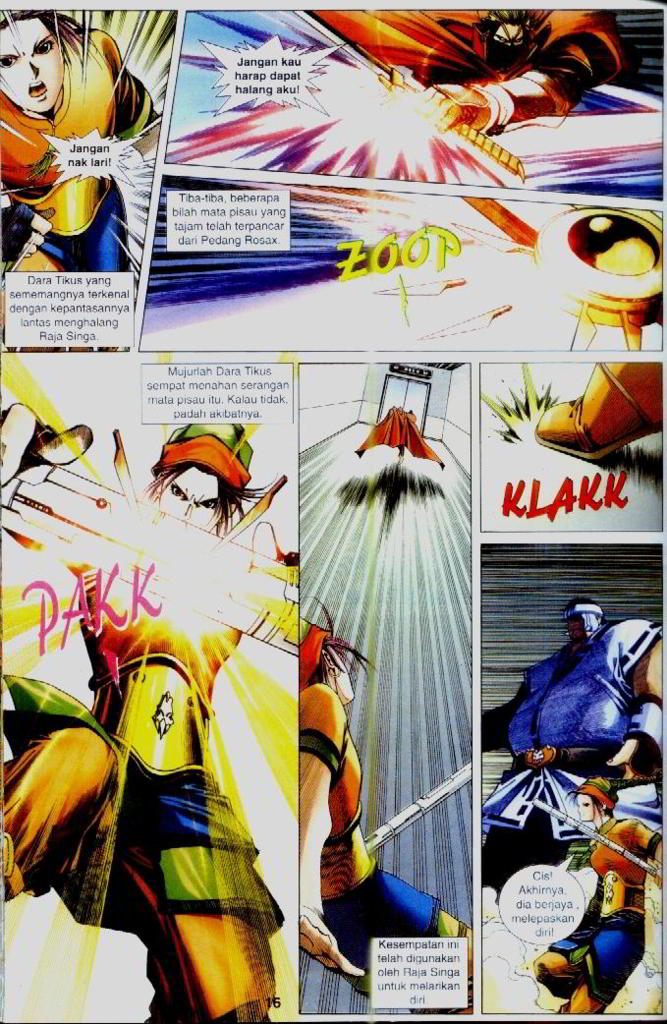 Jangan
nak lari!
Dara Tikus yang
sememangnya terkenal
dengan kepantasannya
lantas menghalang
Raja Singa.
Jangan kau
harap dapat
halang aku!
Tiba-tiba, beberapa
bilah mata pisau yang
tajam telah terpancar
dari Pedang Rosax.
ZOOP
Mujurlah Dara Tikus
sempat menahan serangan
mata pisau itu. Kalau tidak,
padah akibatnya.
PAKK
16
Kesempatan ini
telah digunakan
oleh Raja Singa
untuk melarikan
diri.
KLAKK
Cis!
Akhirnya,
dia berjaya
melepaskan
diri!